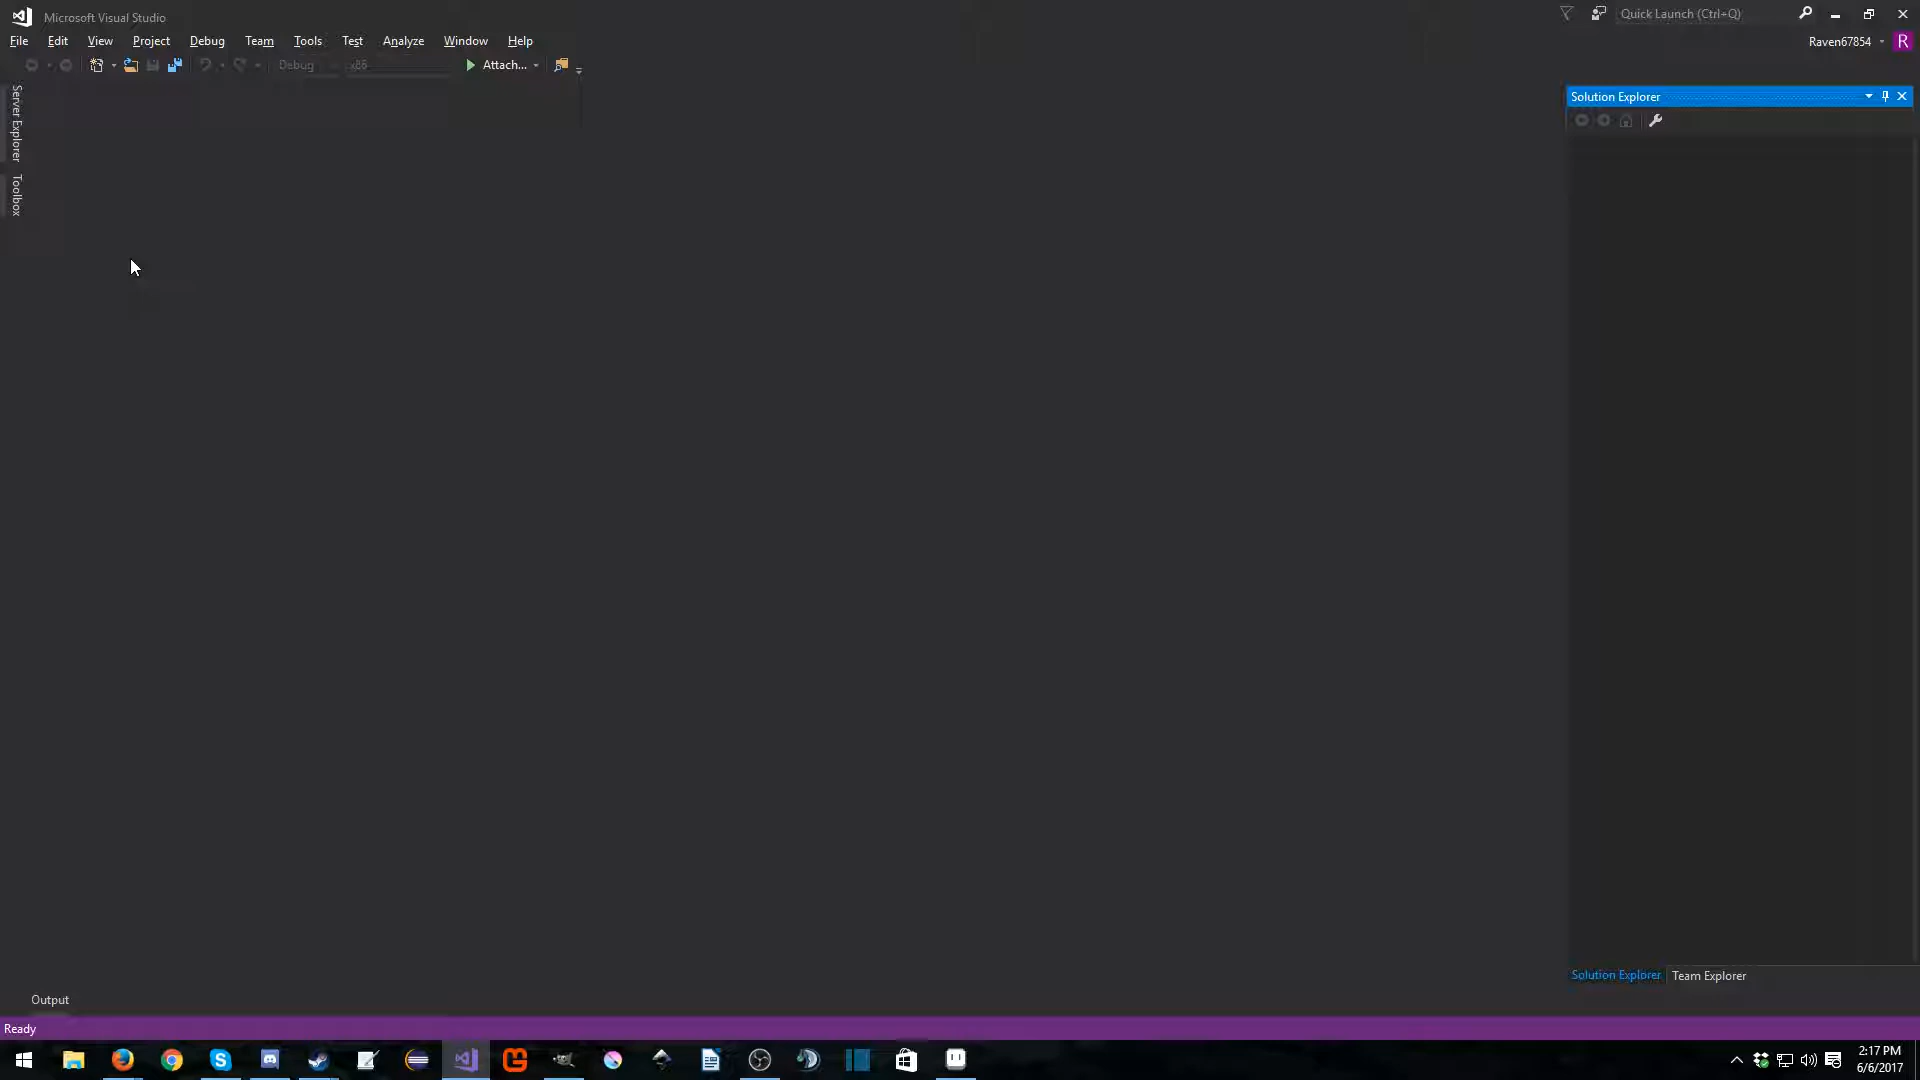 Microsoft Visual Studio
Quick Launch (Ctrl+Q)
File Edit View Project Debug Team Tools Test Analyze Window Help
Raven67854 R
Debug x86 Attach...
Server Explorer
Toolbox
Solution Explorer
Solution Explorer Team Explorer
Output
Ready
2:17 PM
6/6/2017